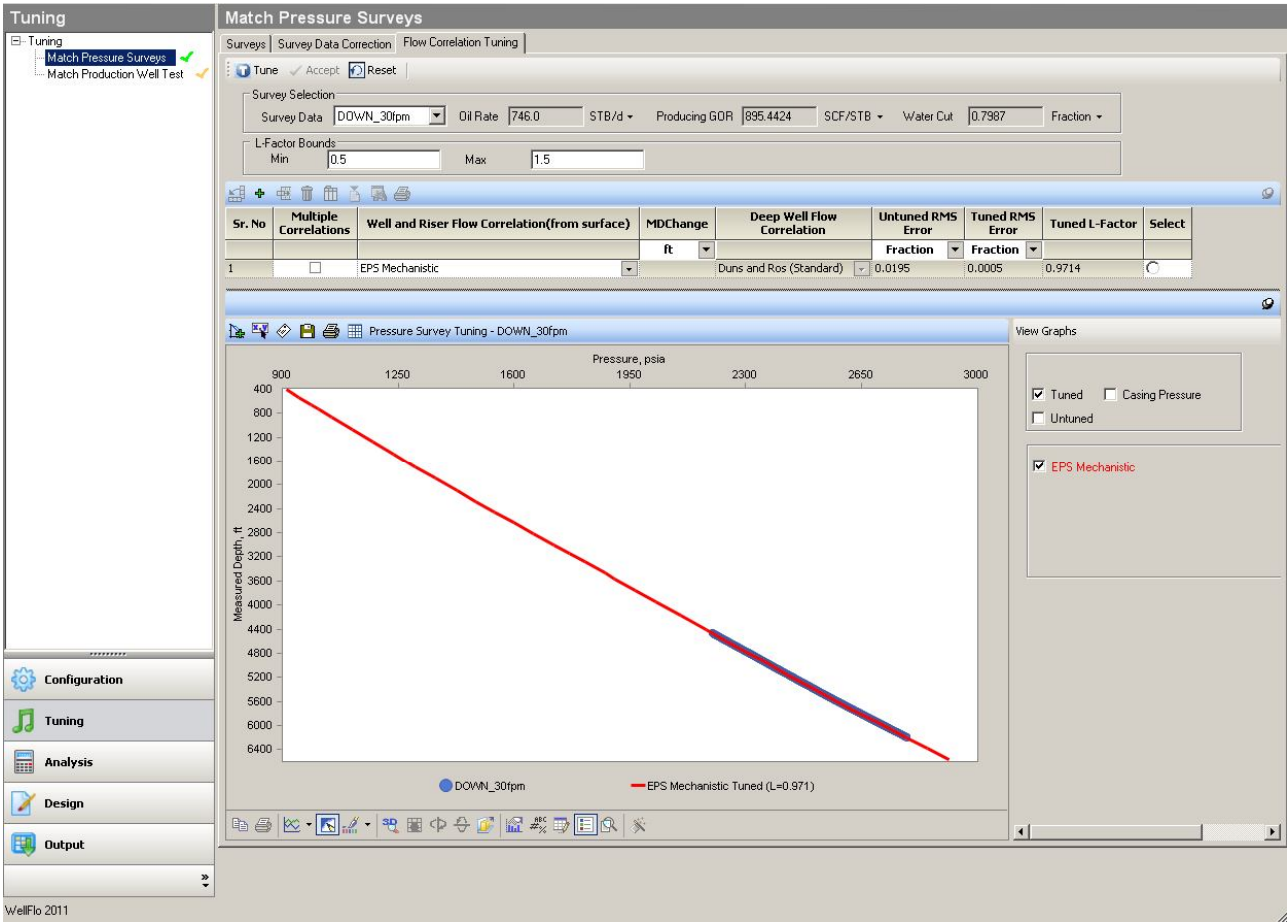 Tuning
Tuning
Match Pressure Surveys
Match Production Well Test
Configuration
Tuning
Analysis
Design
Output
WellFlo 2011
Match Pressure Surveys
Surveys Survey Data Correction Flow Correlation Tuning
Tune Accept Reset
Survey Selection
Survey Data DOWN_30fpm Oil Rate 746.0 STB/d Producing GOR 895.4424 SCF/STB Water Cut 0.7987 Fraction
L-Factor Bounds
Min 0.5 Max 1.5
Sr. No Multiple Correlations Well and Riser Flow Correlation(from surface) MDChange Deep Well Flow Correlation Untuned RMS Error Tuned RMS Error Tuned L-Factor Select
ft Fraction Fraction
1 EPS Mechanistic Duns and Ros (Standard) 0.0195 0.0005 0.9714
Pressure Survey Tuning - DOWN_30fpm
Pressure, psia
900 1250 1600 1950 2300 2650 3000
Measured Depth, ft
400
800
1200
1600
2000
2400
2800
3200
3600
4000
4400
4800
5200
5600
6000
6400
DOWN_30fpm EPS Mechanistic Tuned (L=0.971)
3D
ABC
View Graphs
Tuned Casing Pressure
Untuned
EPS Mechanistic